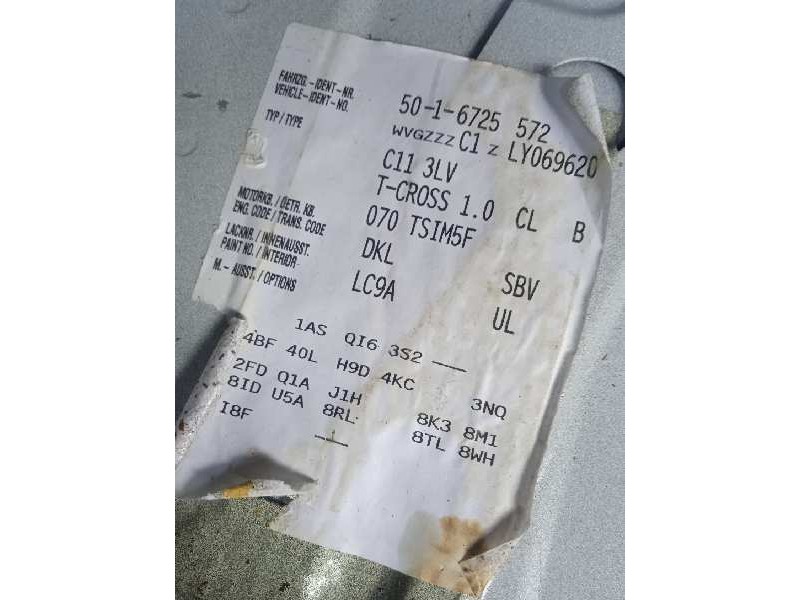 FAHRZG.-IDENT-NR. 50-1-6725 572
VEHICLE-IDENT-NO. WVGZZZ C1 Z LY069620
TYP / TYPE C11 3LV
T-CROSS 1.0 CL B
070 TSIM5F
MOTORKB. / GETR. KB. DKL SBV
ENG. CODE / TRANS. CODE
LACKNR. / INNENAUSST. LC9A UL
PAINT NO. / INTERIOR
M.- AUSST. / OPTIONS
1AS QI6 3S2
4BF 40L H9D 4KC 3NQ
2FD Q1A J1H 8K3 8M1
8ID U5A 8RL 8TL 8WH
I8F